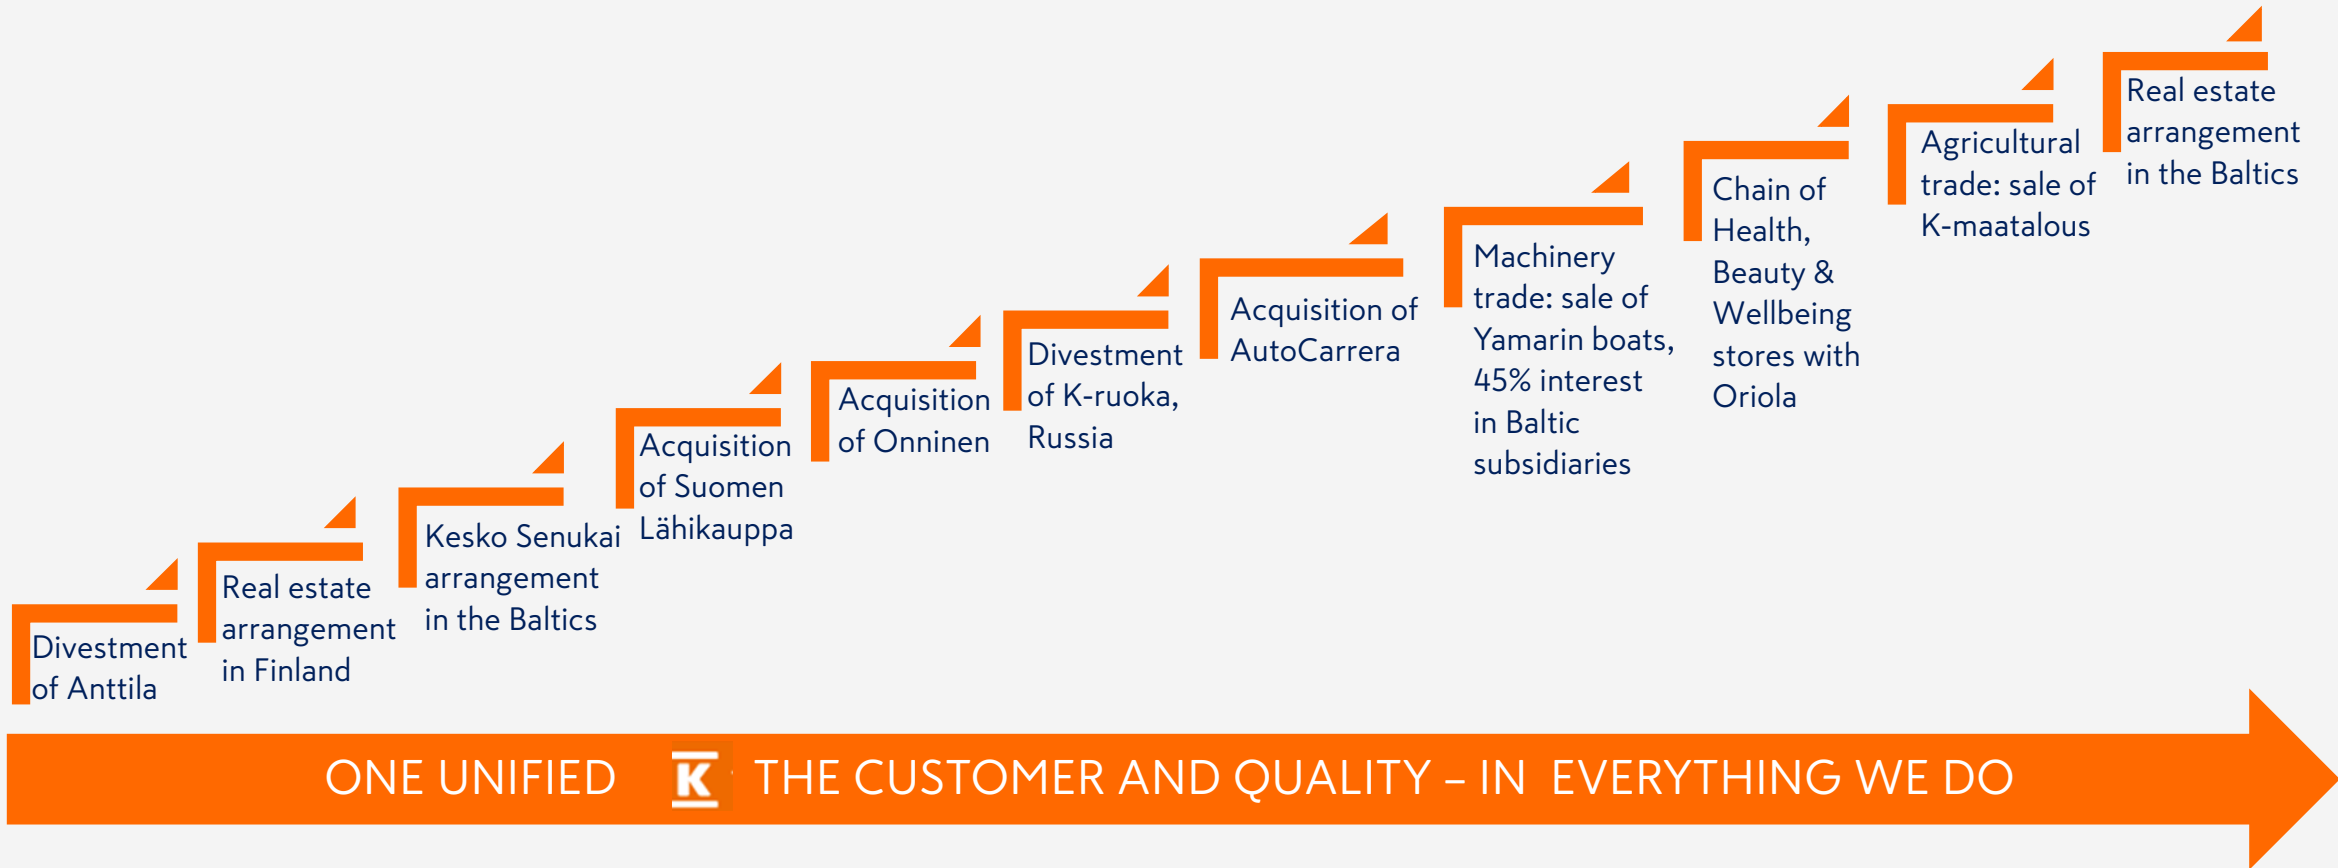 Divestment
of Anttila
Real estate
arrangement
in Finland
Kesko Senukai
arrangement
in the Baltics
Acquisition
of Suomen
Lähikauppa
Acquisition
of Onninen
Divestment
of K-ruoka,
Russia
Acquisition of
AutoCarrera
Machinery
trade: sale of
Yamarin boats,
45% interest
in Baltic
subsidiaries
Chain of
Health,
Beauty &
Wellbeing
stores with
Oriola
Agricultural
trade: sale of
K-maatalous
Real estate
arrangement
in the Baltics
ONE UNIFIED K THE CUSTOMER AND QUALITY – IN EVERYTHING WE DO